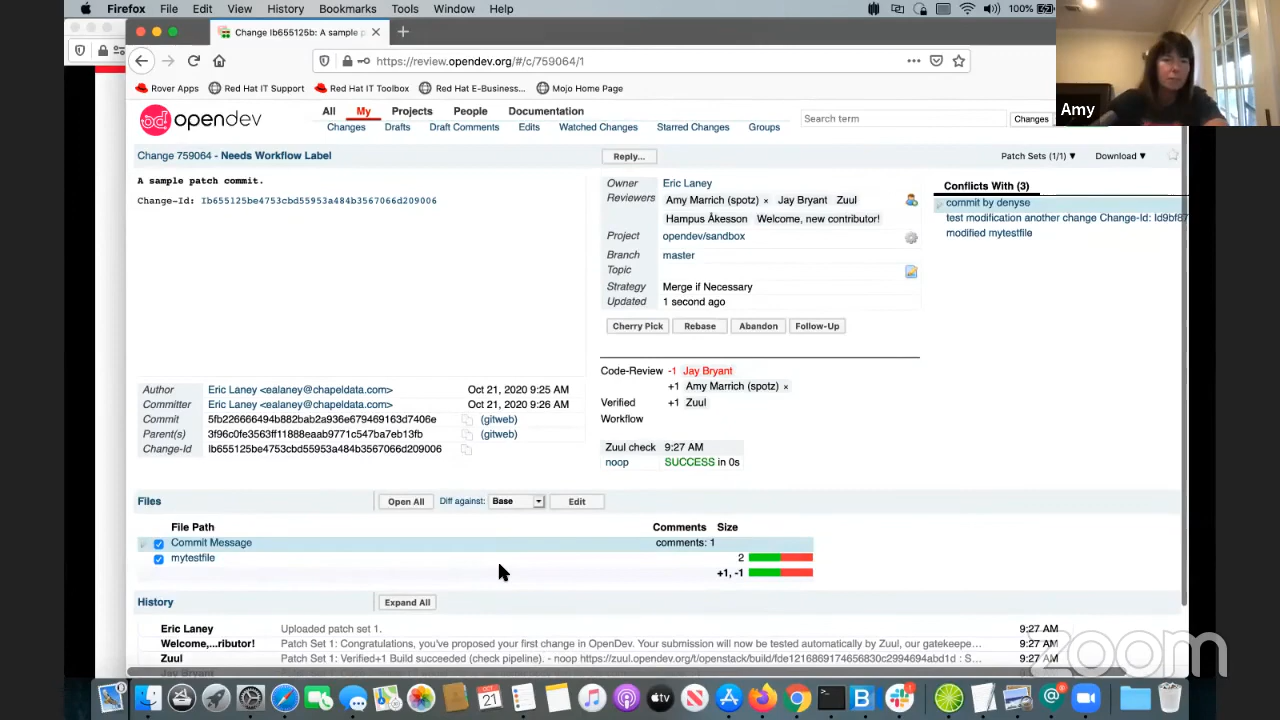 Firefox File Edit View History Bookmarks Tools Window Help 100%
Change Ib655125b: A sample p
https://review.opendev.org/#/c/759064/1
Rover Apps Red Hat IT Support Red Hat IT Toolbox Red Hat E-Business... Mojo Home Page
Amy
opendev
All My Projects People Documentation
Changes Drafts Draft Comments Edits Watched Changes Starred Changes Groups
Search term Changes
Change 759064 - Needs Workflow Label Reply... Patch Sets (1/1) ▼ Download ▼
A sample patch commit.
Change-Id: Ib655125be4753cbd55953a484b3567066d209006
Owner Eric Laney
Reviewers Amy Marrich (spotz) × Jay Bryant Zuul
Hampus Åkesson Welcome, new contributor!
Project opendev/sandbox
Branch master
Topic
Strategy Merge if Necessary
Updated 1 second ago
Cherry Pick Rebase Abandon Follow-Up
Conflicts With (3)
commit by denyse
test modification another change Change-Id: Id9bf87
modified mytestfile
Code-Review -1 Jay Bryant
+1 Amy Marrich (spotz) ×
Verified +1 Zuul
Workflow
Zuul check 9:27 AM
noop SUCCESS in 0s
Author Eric Laney <ealaney@chapeldata.com> Oct 21, 2020 9:25 AM
Committer Eric Laney <ealaney@chapeldata.com> Oct 21, 2020 9:26 AM
Commit 5fb226666494b882bab2a936e679469163d7406e (gitweb)
Parent(s) 3f96c0fe3563ff11888eaab9771c547ba7eb13fb (gitweb)
Change-Id Ib655125be4753cbd55953a484b3567066d209006
Files Open All Diff against: Base Edit
File Path Comments Size
Commit Message comments: 1
mytestfile 2
+1, -1
History Expand All
Eric Laney Uploaded patch set 1. 9:27 AM
Welcome,...ributor! Patch Set 1: Congratulations, you've proposed your first change in OpenDev. Your submission will now be tested automatically by Zuul, our gatekeepe... 9:27 AM
Zuul Patch Set 1: Verified+1 Build succeeded (check pipeline). - noop https://zuul.opendev.org/t/openstack/build/fde1216869174656830c2994694abd1d : S... 9:27 AM
Jay Bryant
zoom